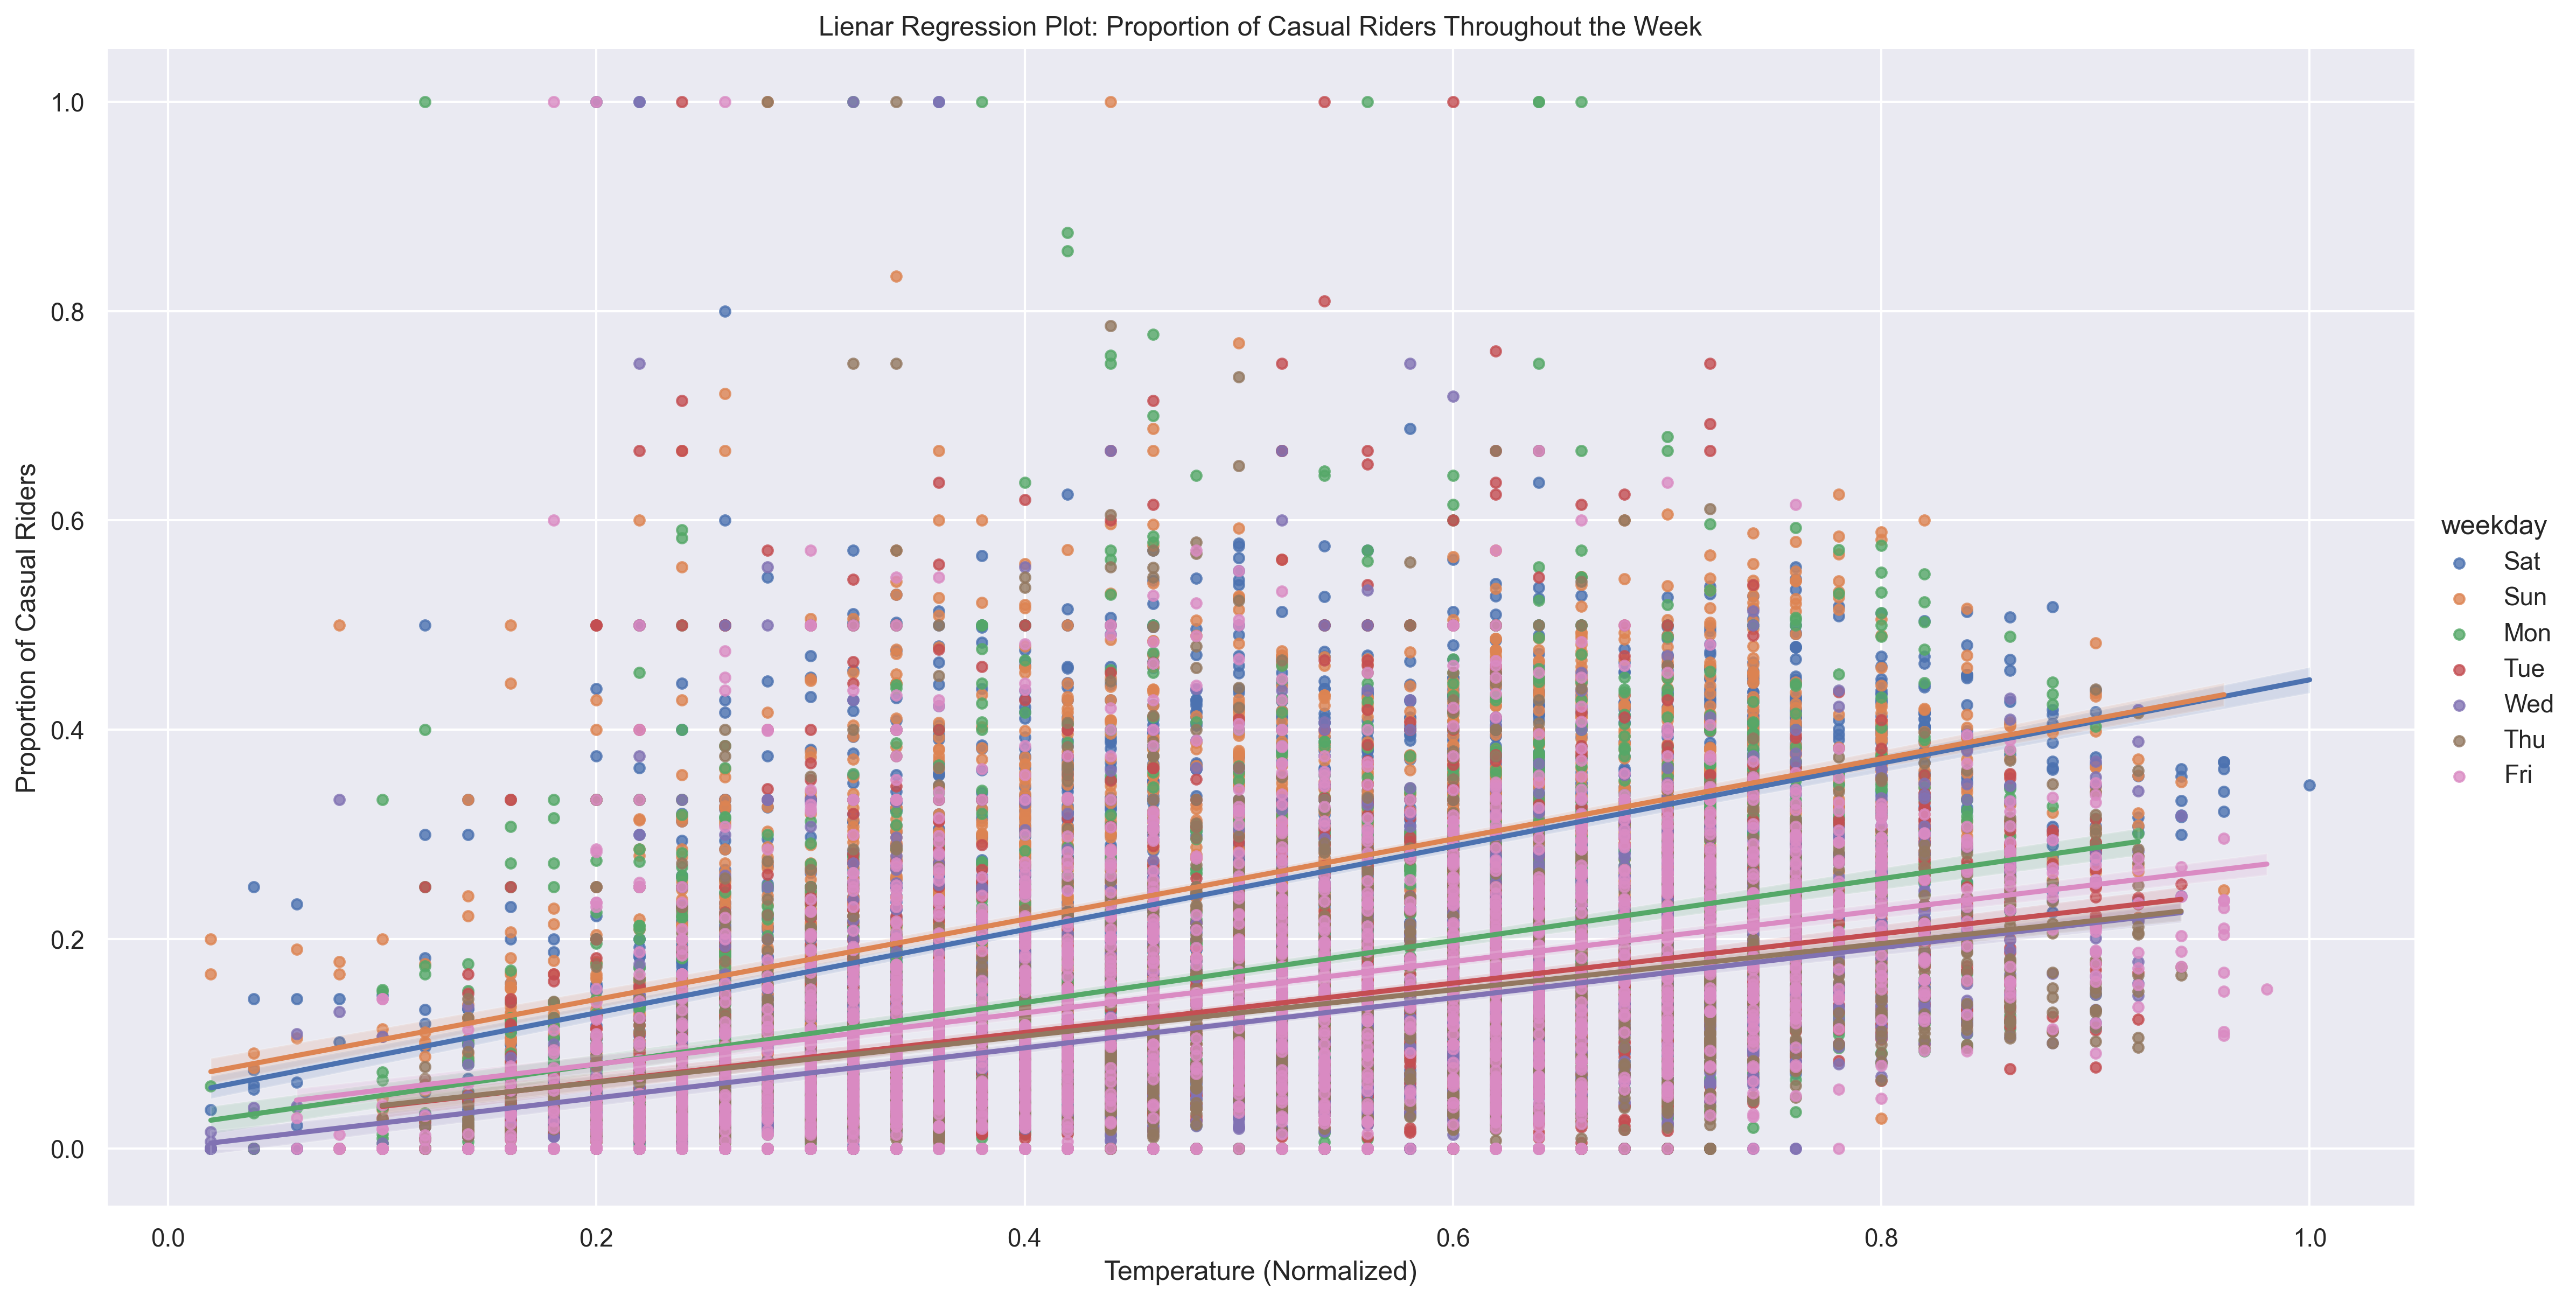 Lienar Regression Plot: Proportion of Casual Riders Throughout the Week
Proportion of Casual Riders
1.0
0.8
0.6
0.4
0.2
0.0
0.0 0.2 0.4 0.6 0.8 1.0
Temperature (Normalized)
weekday
Sat
Sun
Mon
Tue
Wed
Thu
Fri